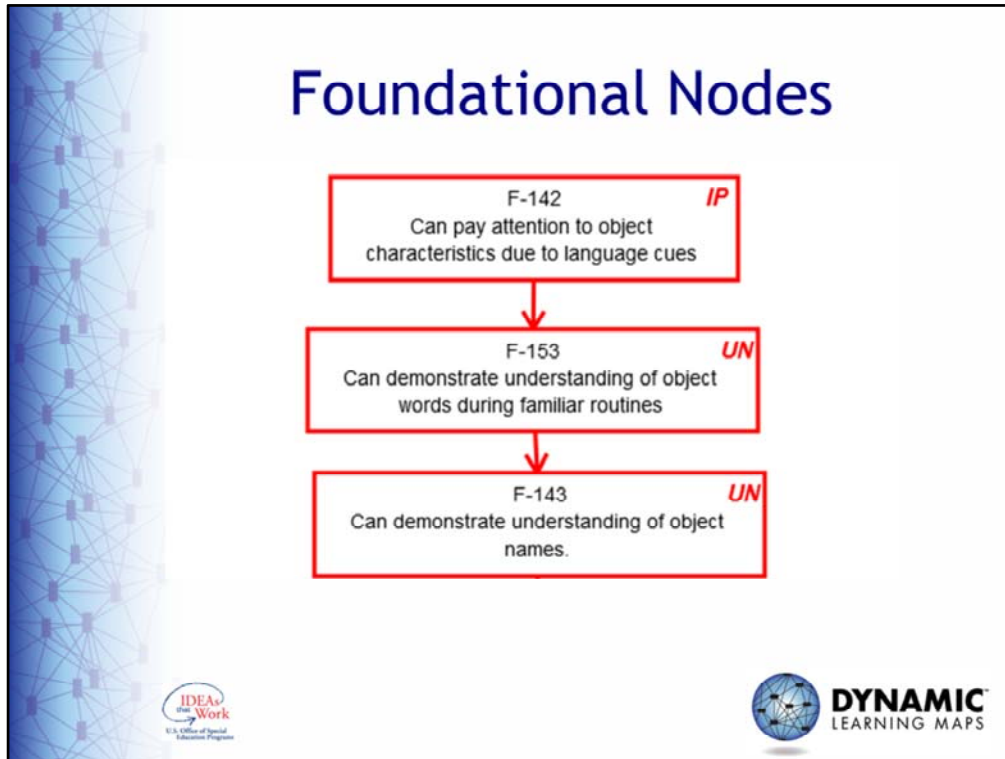 Foundational Nodes
F-142 IP
Can pay attention to object
characteristics due to language cues
F-153 UN
Can demonstrate understanding of object
words during familiar routines
F-143 UN
Can demonstrate understanding of object
names.
IDEAs
that Work
U.S. Office of Special
Education Programs
DYNAMIC™
LEARNING MAPS